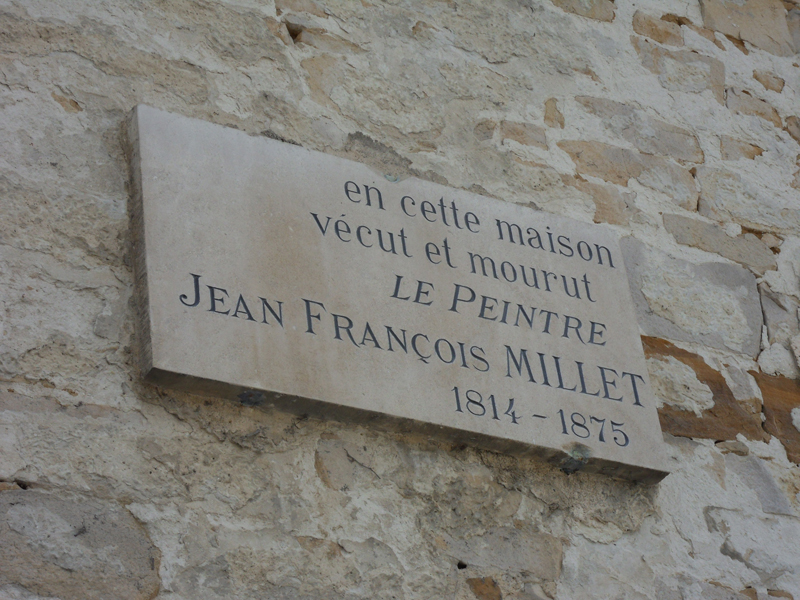 en cette maison
vécut et mourut
LE PEINTRE
JEAN FRANÇOIS MILLET
1814 - 1875